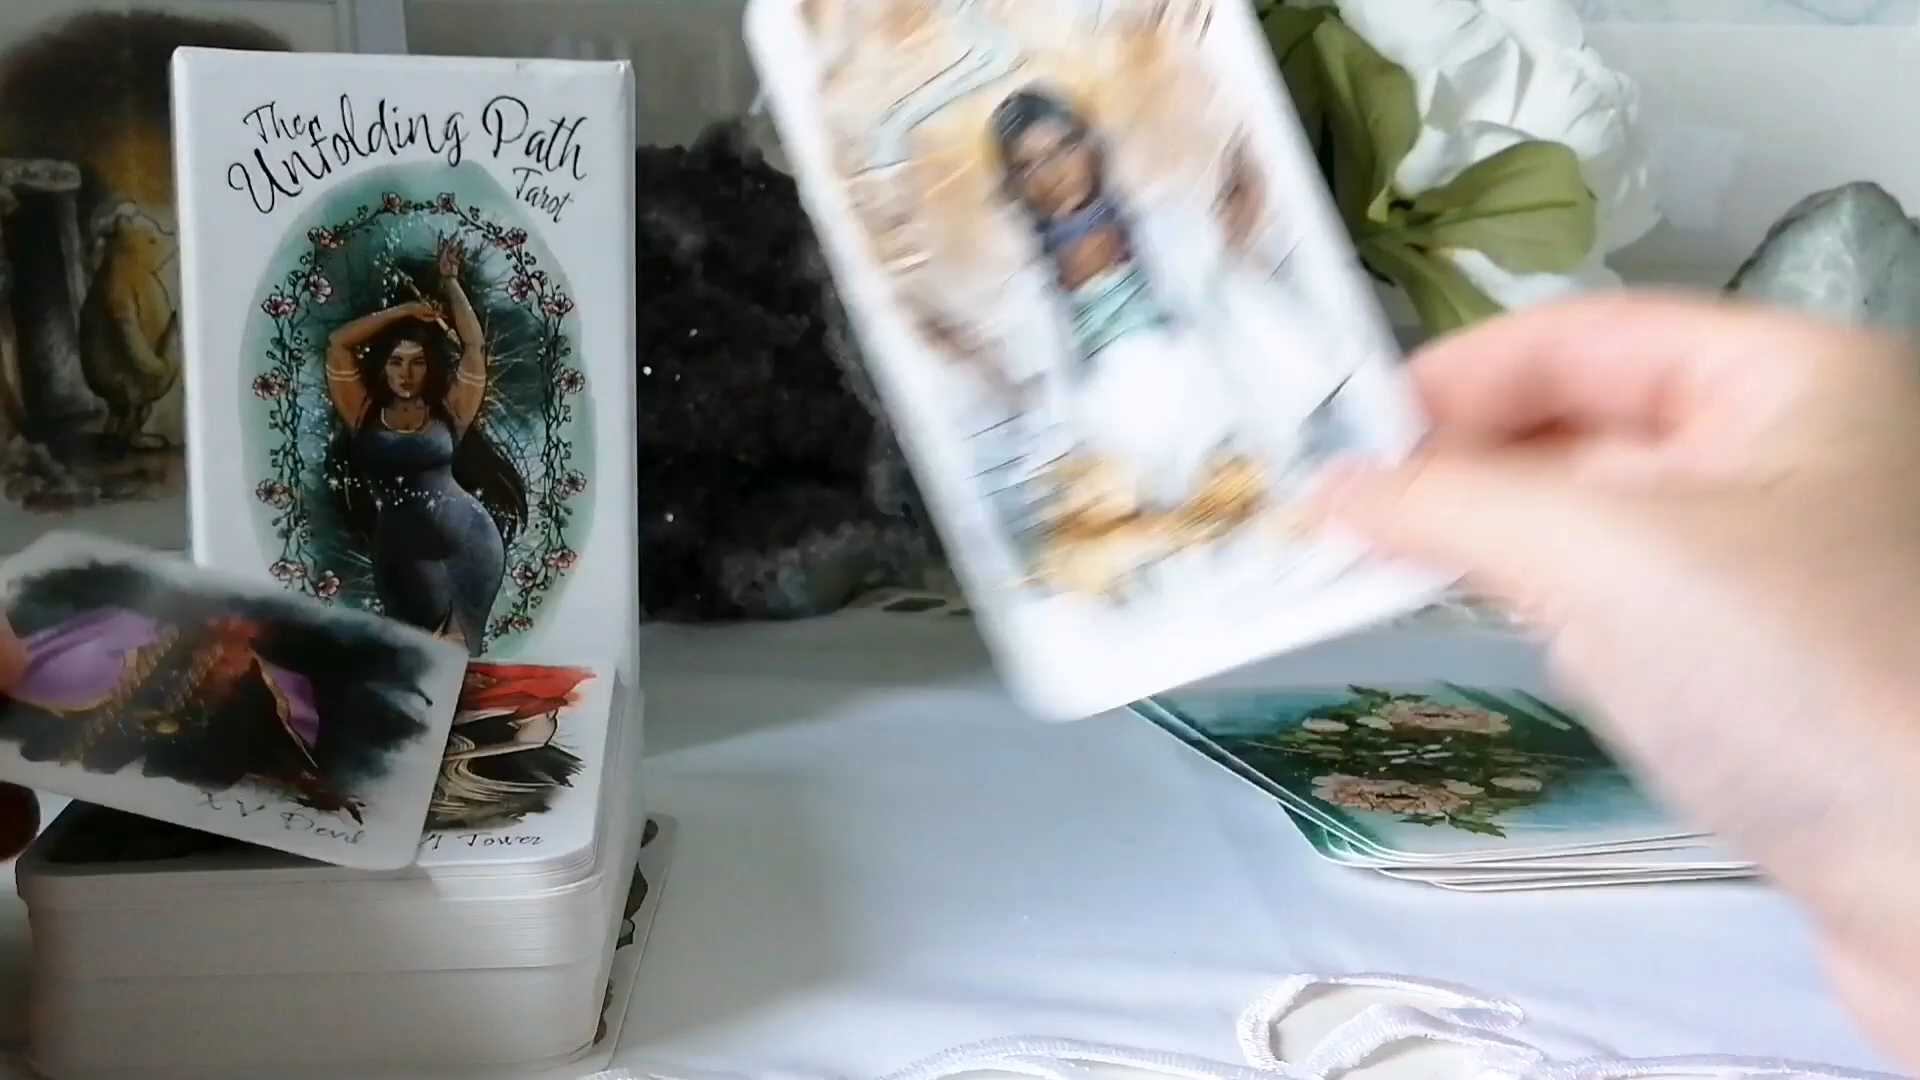 The
Unfolding Path
Tarot
XV Devil
Tower